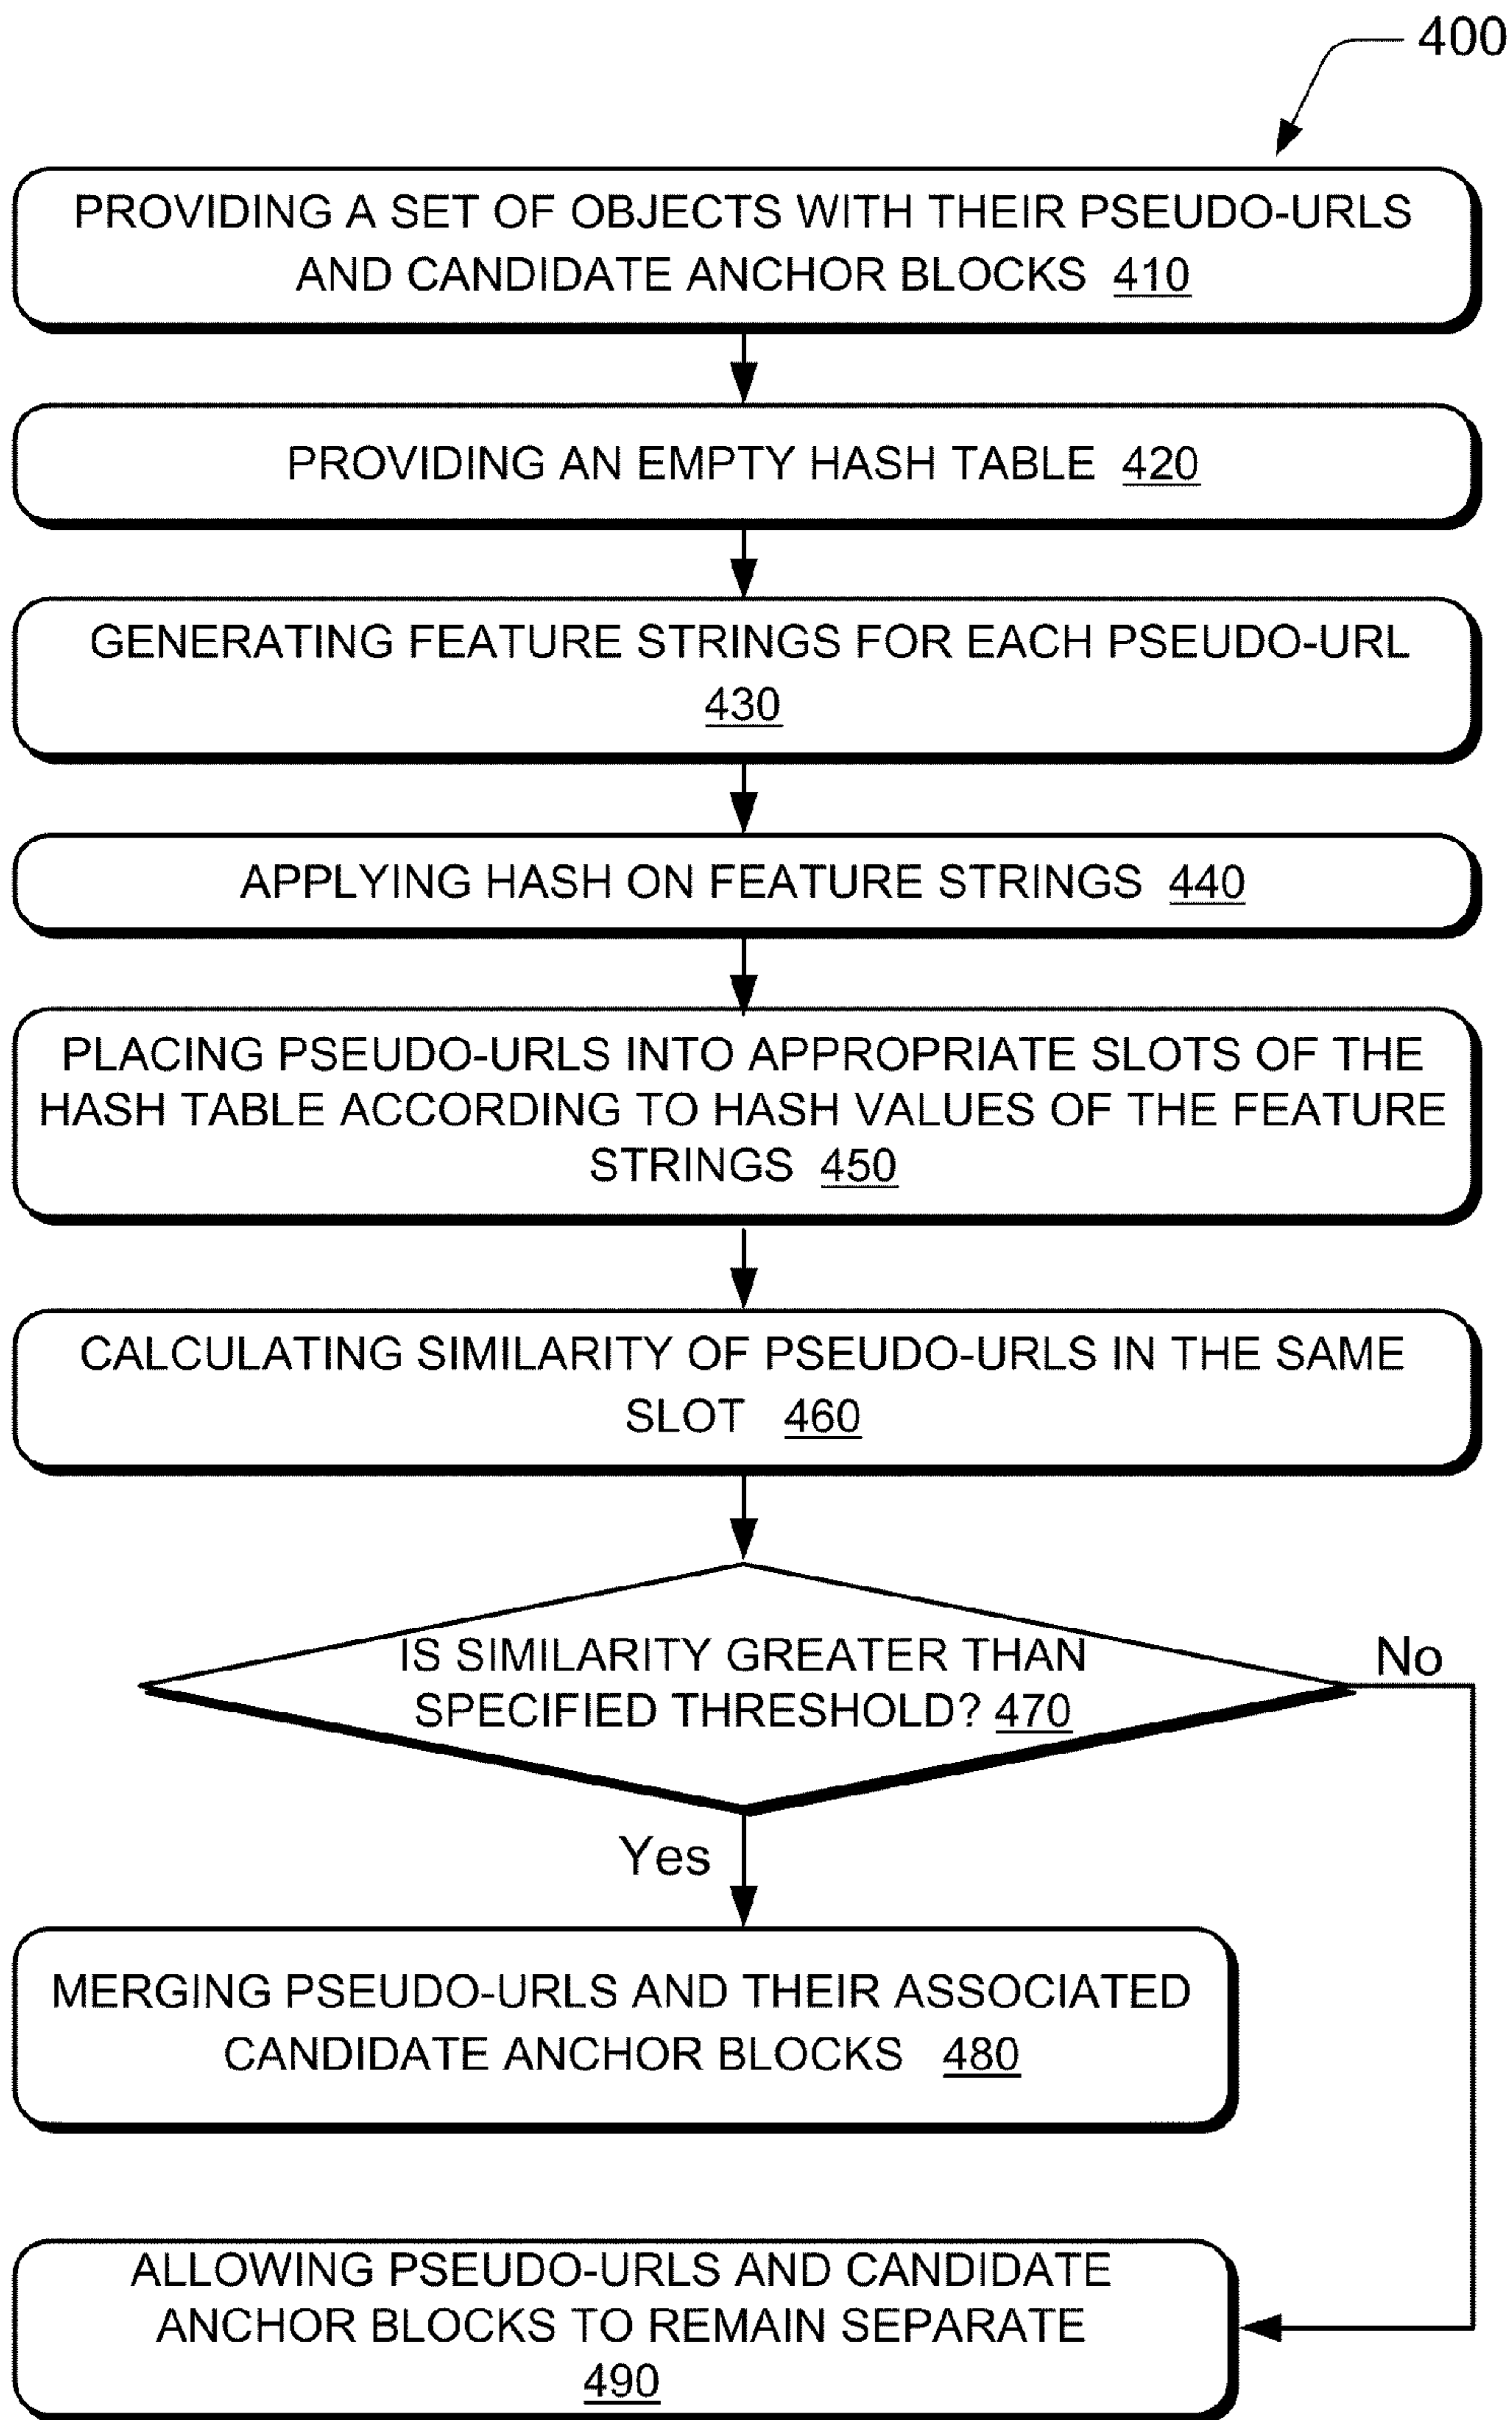 400
PROVIDING A SET OF OBJECTS WITH THEIR PSEUDO-URLS
AND CANDIDATE ANCHOR BLOCKS 410
PROVIDING AN EMPTY HASH TABLE 420
GENERATING FEATURE STRINGS FOR EACH PSEUDO-URL
430
APPLYING HASH ON FEATURE STRINGS 440
PLACING PSEUDO-URLS INTO APPROPRIATE SLOTS OF THE
HASH TABLE ACCORDING TO HASH VALUES OF THE FEATURE
STRINGS 450
CALCULATING SIMILARITY OF PSEUDO-URLS IN THE SAME
SLOT 460
IS SIMILARITY GREATER THAN
SPECIFIED THRESHOLD? 470
No
Yes
MERGING PSEUDO-URLS AND THEIR ASSOCIATED
CANDIDATE ANCHOR BLOCKS 480
ALLOWING PSEUDO-URLS AND CANDIDATE
ANCHOR BLOCKS TO REMAIN SEPARATE
490